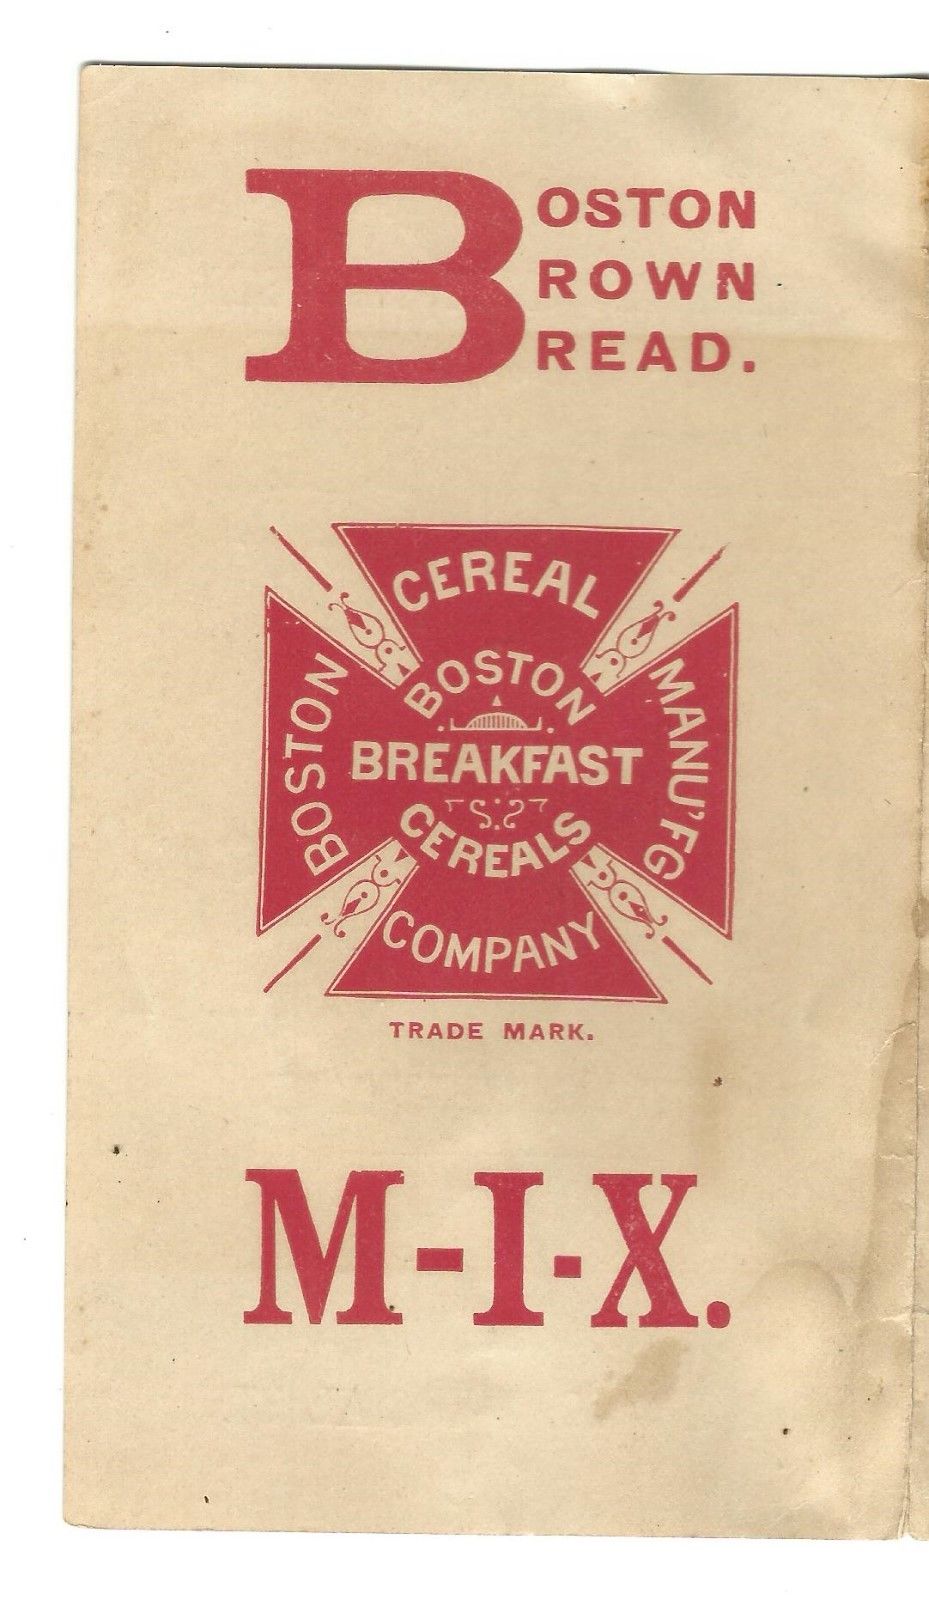 BOSTON
BROWN
BREAD.
BOSTON
CEREAL
MANU'FG
COMPANY
BOSTON
BREAKFAST
CEREALS
TRADE MARK.
M-I-X.